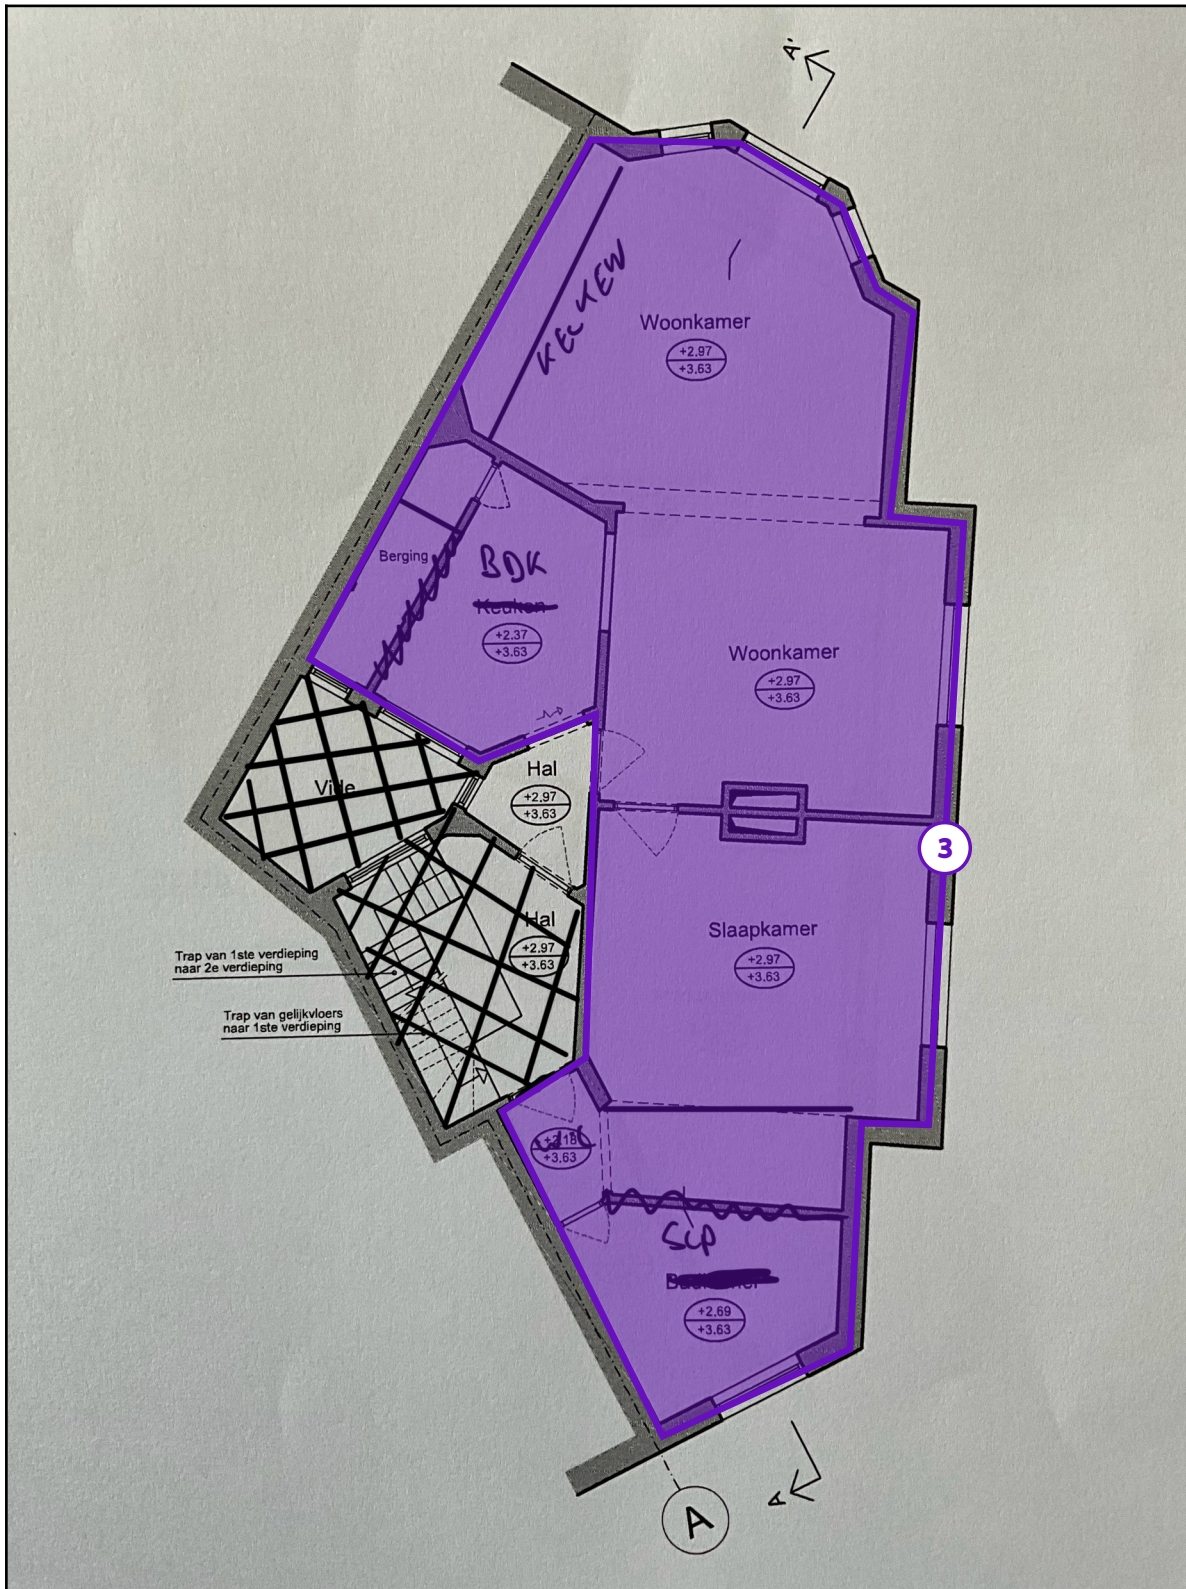 A'
KEUKEN
Woonkamer
+2.97
+3.63
Berging
BDK
Keuken
+2.37
+3.63
Woonkamer
+2.97
+3.63
Vide
Hal
+2.97
+3.63
Hal
+2.97
+3.63
3
Slaapkamer
+2.97
+3.63
Trap van 1ste verdieping
naar 2e verdieping
Trap van gelijkvloers
naar 1ste verdieping
+3.63
SLP
+2.69
+3.63
A
A